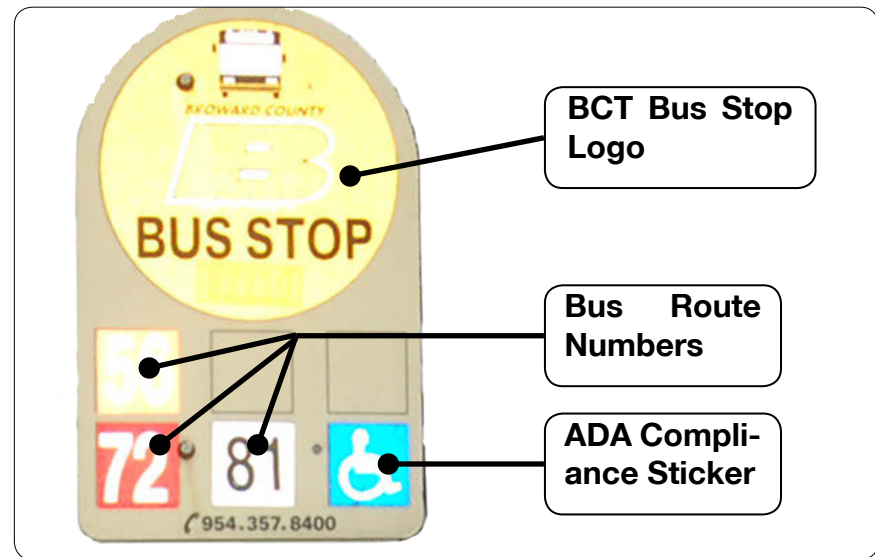 BROWARD COUNTY
B
BUS STOP
BCT Bus Stop
Logo
Bus Route
Numbers
56
72 81
ADA Compli-
ance Sticker
954.357.8400